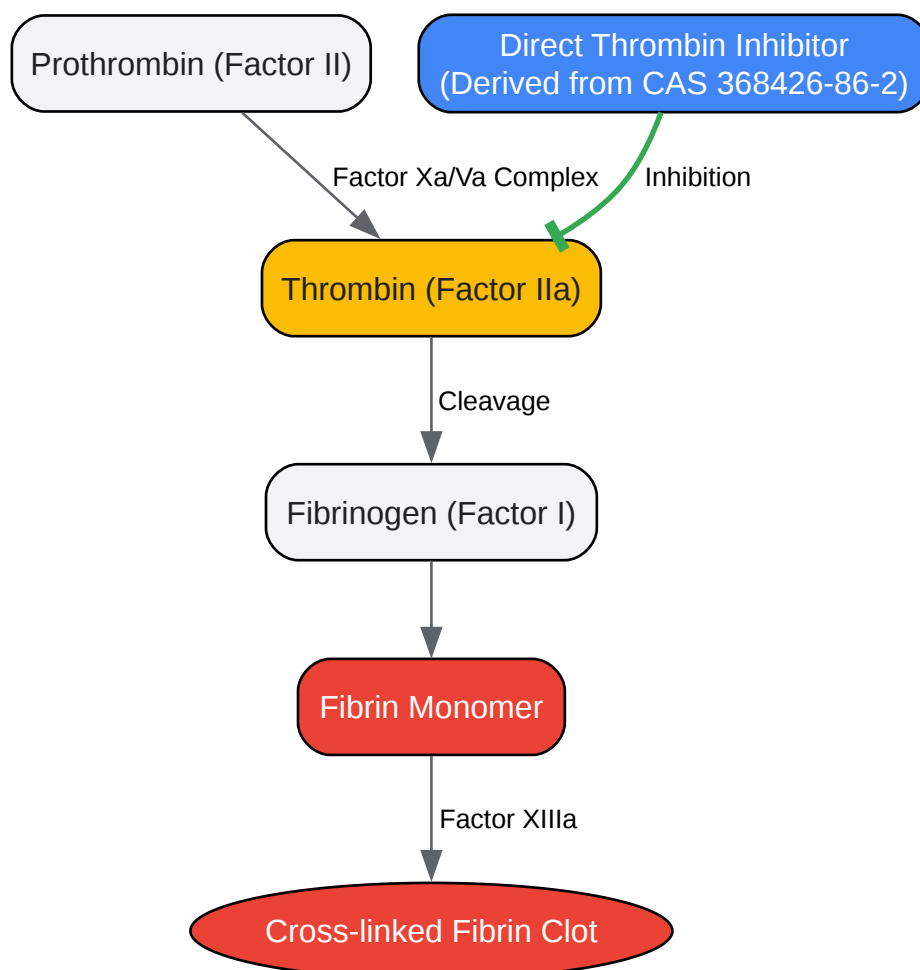 Prothrombin (Factor II)
Direct Thrombin Inhibitor
(Derived from CAS 368426-86-2)
Factor Xa/Va Complex
Inhibition
Thrombin (Factor IIa)
Cleavage
Fibrinogen (Factor I)
Fibrin Monomer
Factor XIIIa
Cross-linked Fibrin Clot